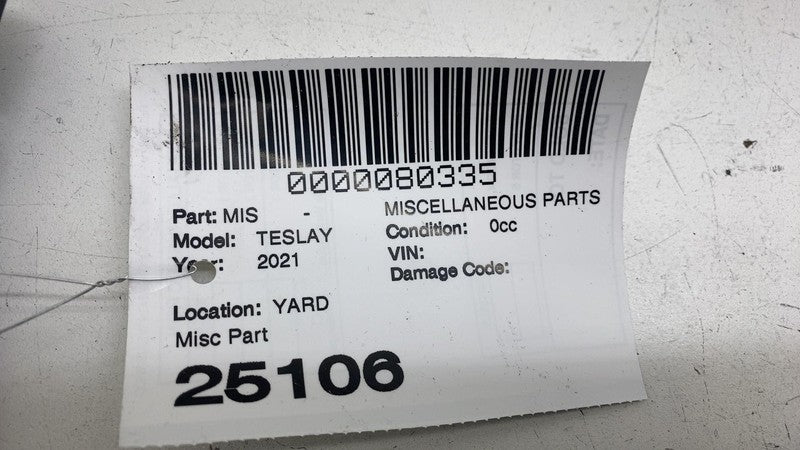 0000080335
Part: MIS - MISCELLANEOUS PARTS
Model: TESLAY Condition: 0cc
Year: 2021 VIN:
Damage Code:
Location: YARD
Misc Part
25106